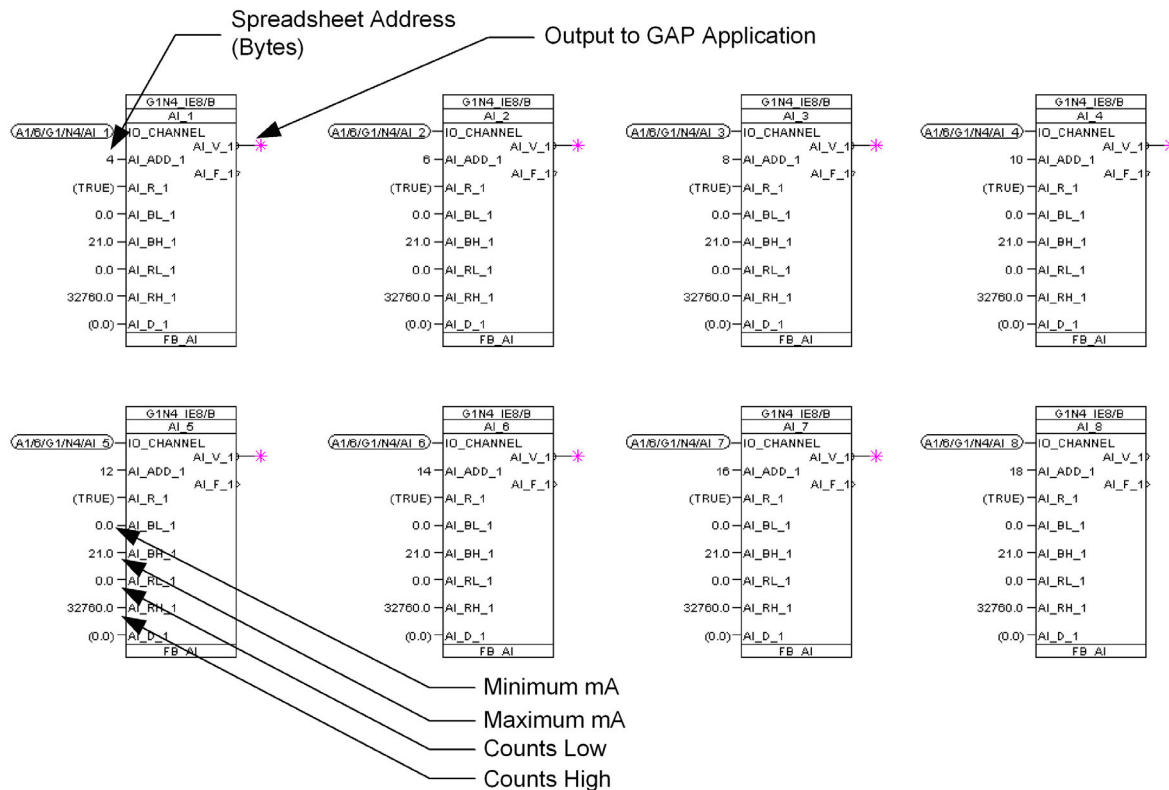 Spreadsheet Address
(Bytes)
Output to GAP Application
G1N4_IE8/B
AI_1
A1/6/G1/N4/AI_1 IO_CHANNEL
AI_V_1
4 AI_ADD_1
AI_F_1
(TRUE) AI_R_1
0.0 AI_BL_1
21.0 AI_BH_1
0.0 AI_RL_1
32760.0 AI_RH_1
(0.0) AI_D_1
FB_AI
G1N4_IE8/B
AI_2
A1/6/G1/N4/AI_2 IO_CHANNEL
AI_V_1
6 AI_ADD_1
AI_F_1
(TRUE) AI_R_1
0.0 AI_BL_1
21.0 AI_BH_1
0.0 AI_RL_1
32760.0 AI_RH_1
(0.0) AI_D_1
FB_AI
G1N4_IE8/B
AI_3
A1/6/G1/N4/AI_3 IO_CHANNEL
AI_V_1
8 AI_ADD_1
AI_F_1
(TRUE) AI_R_1
0.0 AI_BL_1
21.0 AI_BH_1
0.0 AI_RL_1
32760.0 AI_RH_1
(0.0) AI_D_1
FB_AI
G1N4_IE8/B
AI_4
A1/6/G1/N4/AI_4 IO_CHANNEL
AI_V_1
10 AI_ADD_1
AI_F_1
(TRUE) AI_R_1
0.0 AI_BL_1
21.0 AI_BH_1
0.0 AI_RL_1
32760.0 AI_RH_1
(0.0) AI_D_1
FB_AI
G1N4_IE8/B
AI_5
A1/6/G1/N4/AI_5 IO_CHANNEL
AI_V_1
12 AI_ADD_1
AI_F_1
(TRUE) AI_R_1
0.0 AI_BL_1
21.0 AI_BH_1
0.0 AI_RL_1
32760.0 AI_RH_1
(0.0) AI_D_1
FB_AI
G1N4_IE8/B
AI_6
A1/6/G1/N4/AI_6 IO_CHANNEL
AI_V_1
14 AI_ADD_1
AI_F_1
(TRUE) AI_R_1
0.0 AI_BL_1
21.0 AI_BH_1
0.0 AI_RL_1
32760.0 AI_RH_1
(0.0) AI_D_1
FB_AI
G1N4_IE8/B
AI_7
A1/6/G1/N4/AI_7 IO_CHANNEL
AI_V_1
16 AI_ADD_1
AI_F_1
(TRUE) AI_R_1
0.0 AI_BL_1
21.0 AI_BH_1
0.0 AI_RL_1
32760.0 AI_RH_1
(0.0) AI_D_1
FB_AI
G1N4_IE8/B
AI_8
A1/6/G1/N4/AI_8 IO_CHANNEL
AI_V_1
18 AI_ADD_1
AI_F_1
(TRUE) AI_R_1
0.0 AI_BL_1
21.0 AI_BH_1
0.0 AI_RL_1
32760.0 AI_RH_1
(0.0) AI_D_1
FB_AI
Minimum mA
Maximum mA
Counts Low
Counts High